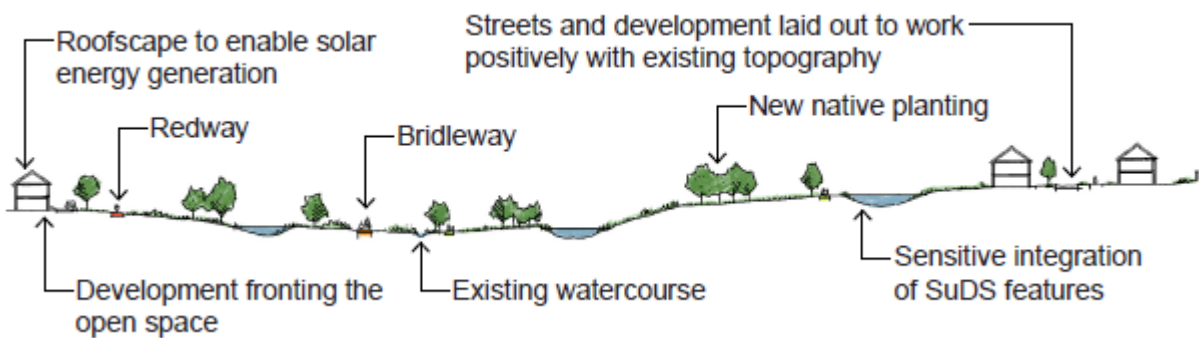 Roofscape to enable solar
energy generation
Streets and development laid out to work
positively with existing topography
Redway
Bridleway
New native planting
Development fronting the
open space
Existing watercourse
Sensitive integration
of SuDS features